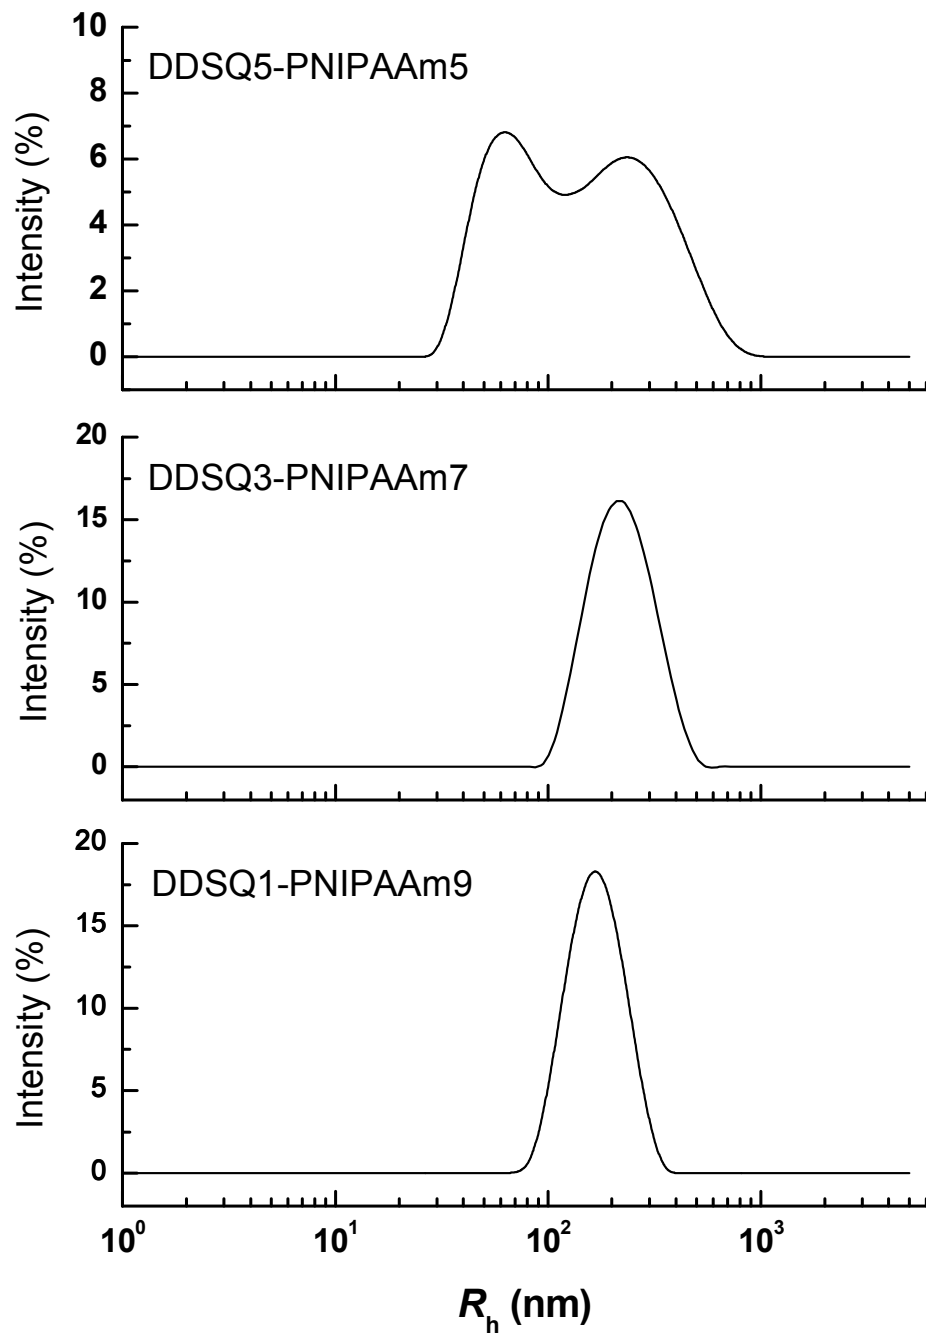 10
DDSQ5-PNIPAAm5
8
6
4
2
0
Intensity (%)
20
DDSQ3-PNIPAAm7
15
10
5
0
Intensity (%)
20
DDSQ1-PNIPAAm9
15
10
5
0
Intensity (%)
10⁰ 10¹ 10² 10³
Rₕ (nm)